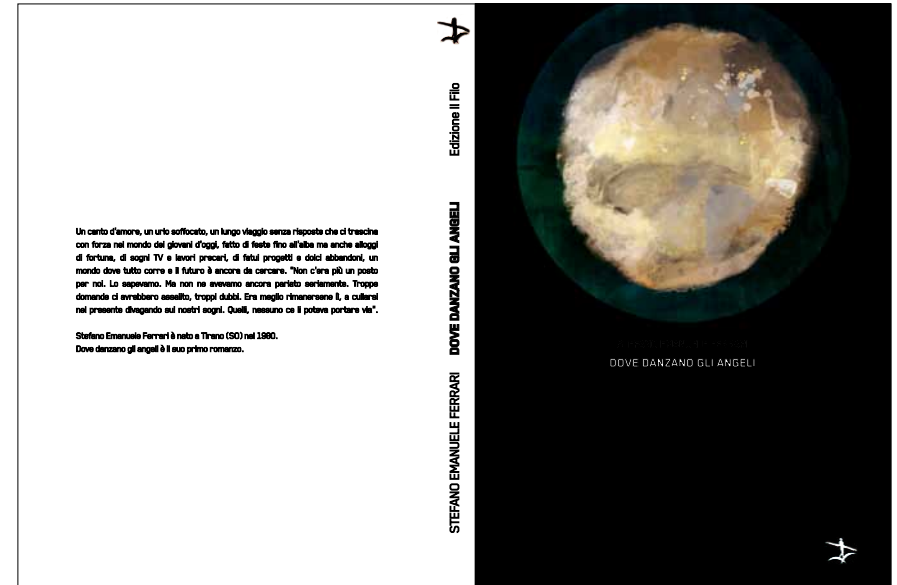 Un canto d'amore, un urlo soffocato, un lungo viaggio senza risposte che ci trascina
con forza nel mondo dei giovani d'oggi, fatto di feste fino all'alba ma anche alloggi
di fortuna, di sogni TV e lavori precari, di fatui progetti e dolci abbandoni, un
mondo dove tutto corre e il futuro è ancora da cercare. "Non c'era più un posto
per noi. Lo sapevamo. Ma non ne avevamo ancora parlato seriamente. Troppe
domande ci avrebbero assalito, troppi dubbi. Era meglio rimanersene lì, a cullarsi
nel presente divagando sui nostri sogni. Quelli, nessuno ce li poteva portare via".
Stefano Emanuele Ferrari è nato a Tirano (SO) nel 1980.
Dove danzano gli angeli è il suo primo romanzo.
STEFANO EMANUELE FERRARI DOVE DANZANO GLI ANGELI Edizione Il Filo
DOVE DANZANO GLI ANGELI